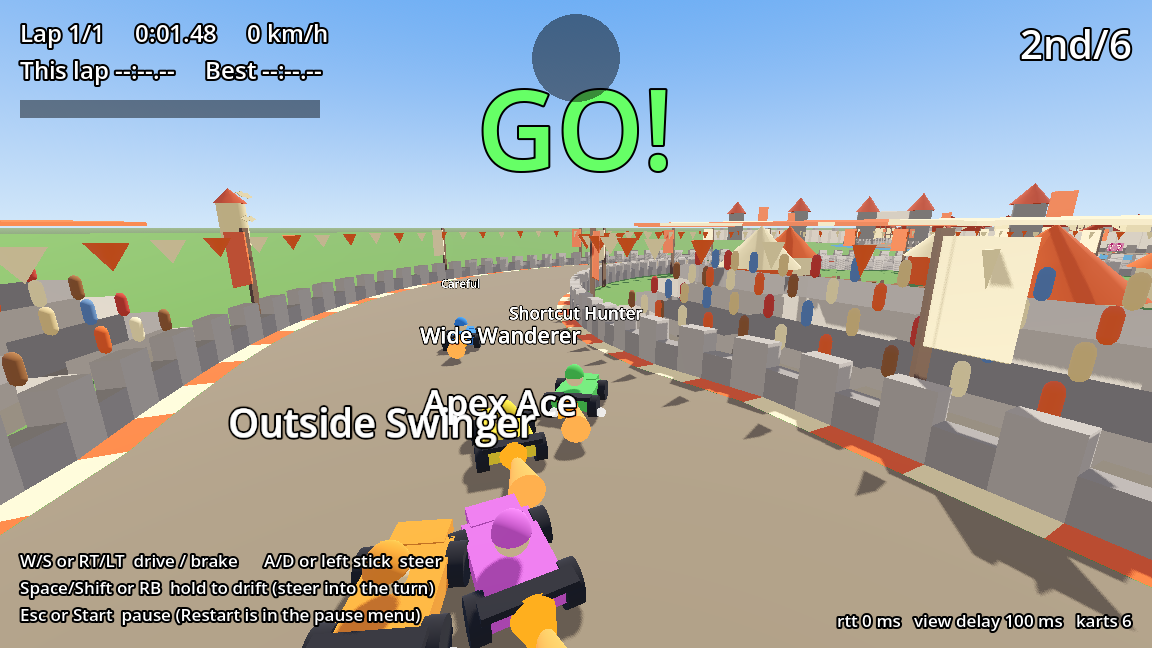 Lap 1/1 0:01.48 0 km/h
This lap --:--.-- Best --:--.--
2nd/6
GO!
Careful
Shortcut Hunter
Wide Wanderer
Apex Ace
Outside Swinger
W/S or RT/LT drive / brake A/D or left stick steer
Space/Shift or RB hold to drift (steer into the turn)
Esc or Start pause (Restart is in the pause menu)
rtt 0 ms view delay 100 ms karts 6